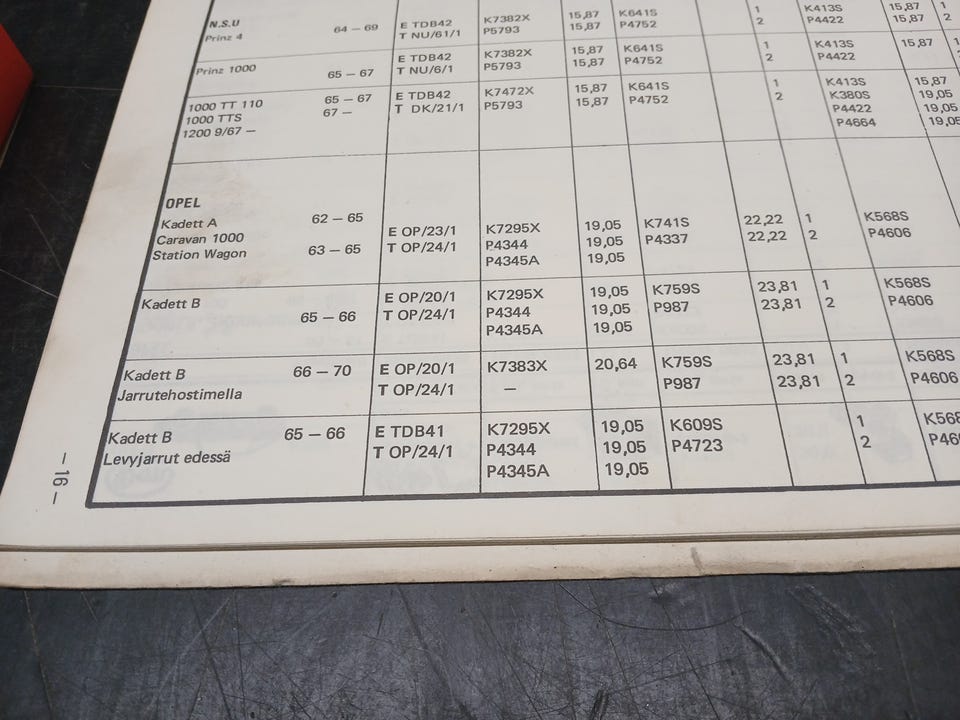 N.S.U E TDB42 K7382X 15,87 K641S 1 K413S 15,87 1
Prinz 4 64 – 69 T NU/61/1 P5793 15,87 P4752 2 P4422 15,87 2
Prinz 1000 65 – 67 E TDB42 K7382X 15,87 K641S 1 K413S 15,87
T NU/6/1 P5793 15,87 P4752 2 P4422
1000 TT 110 65 – 67 E TDB42 K7472X 15,87 K641S 1 K413S 15,87
1000 TTS 67 – T DK/21/1 P5793 15,87 P4752 2 K380S 19,05
1200 9/67 – P4422 19,05
P4664 19,05
OPEL
Kadett A 62 – 65 E OP/23/1 K7295X 19,05 K741S 22,22 1 K568S
Caravan 1000 T OP/24/1 P4344 19,05 P4337 22,22 2 P4606
Station Wagon 63 – 65 P4345A 19,05
Kadett B E OP/20/1 K7295X 19,05 K759S 23,81 1 K568S
65 – 66 T OP/24/1 P4344 19,05 P987 23,81 2 P4606
P4345A 19,05
Kadett B 66 – 70 E OP/20/1 K7383X 20,64 K759S 23,81 1 K568S
Jarrutehostimella T OP/24/1 – P987 23,81 2 P4606
Kadett B 65 – 66 E TDB41 K7295X 19,05 K609S 1 K568
Levyjarrut edessä T OP/24/1 P4344 19,05 P4723 2
P4345A 19,05
– 16 –